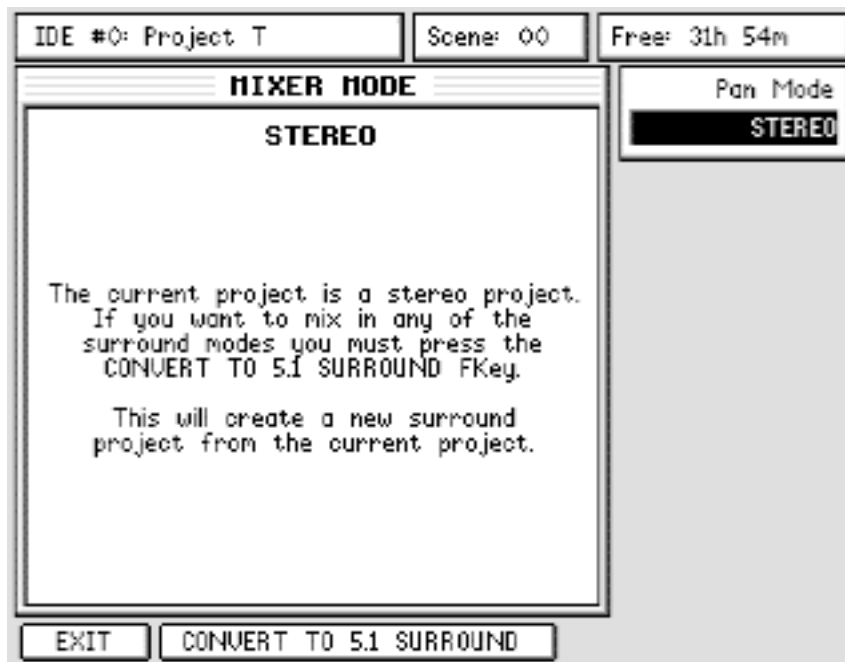 IDE #0: Project T
Scene: 00
Free: 31h 54m
MIXER MODE
STEREO
The current project is a stereo project.
If you want to mix in any of the
surround modes you must press the
CONVERT TO 5.1 SURROUND FKey.
This will create a new surround
project from the current project.
Pan Mode
STEREO
EXIT
CONVERT TO 5.1 SURROUND